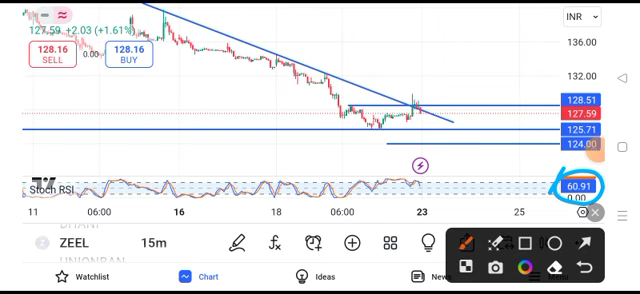 INR
127.59 +2.03 (+1.61%)
136.00
128.16
SELL
0.00
128.16
BUY
132.00
128.51
127.59
125.71
124.00
Stoch RSI
60.91
0.00
11
06:00
16
18
06:00
23
25
ZEEL
15m
UNIONBAN
Watchlist
Chart
Ideas
News
Menu